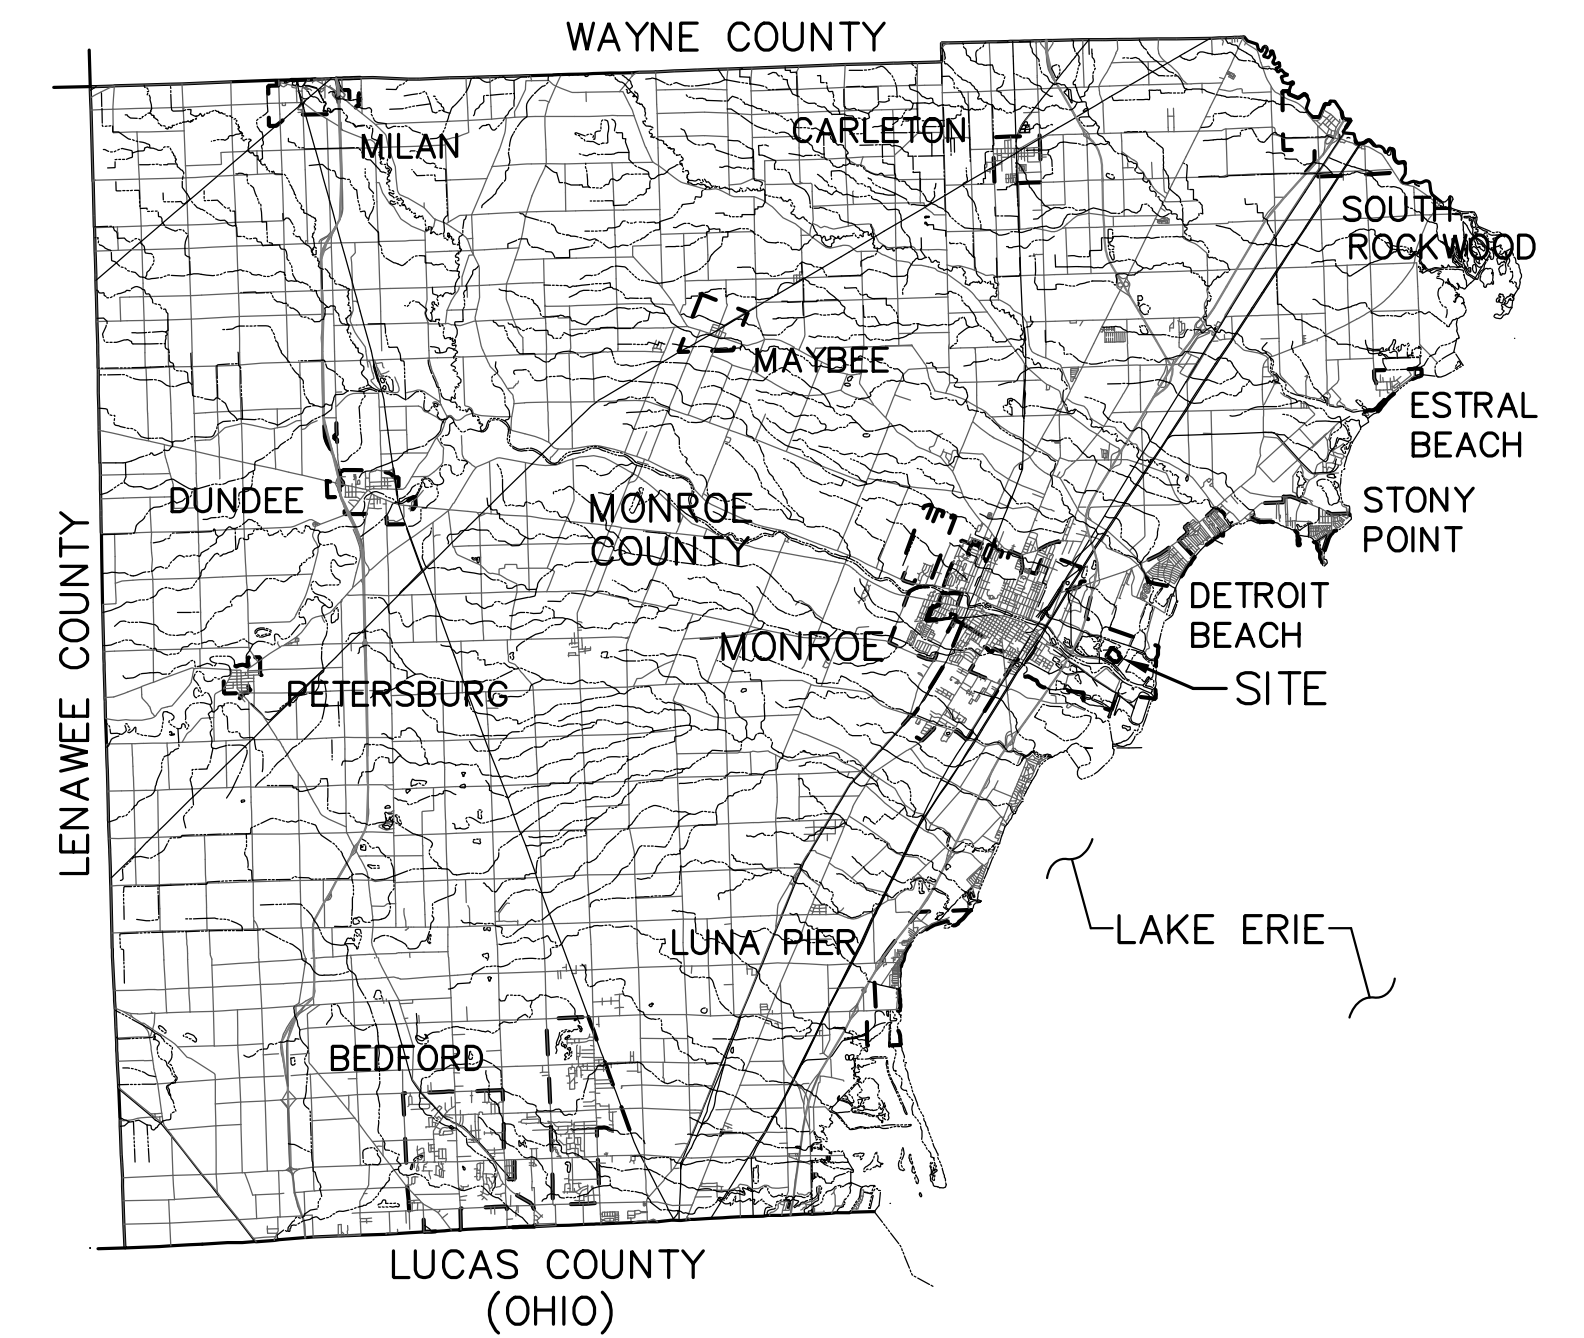 WAYNE COUNTY
MILAN
CARLETON
SOUTH
ROCKWOOD
MAYBEE
ESTRAL
BEACH
DUNDEE
MONROE
COUNTY
STONY
POINT
LENAWEE COUNTY
DETROIT
BEACH
MONROE
PETERSBURG
SITE
LUNA PIER
LAKE ERIE
BEDFORD
LUCAS COUNTY
(OHIO)